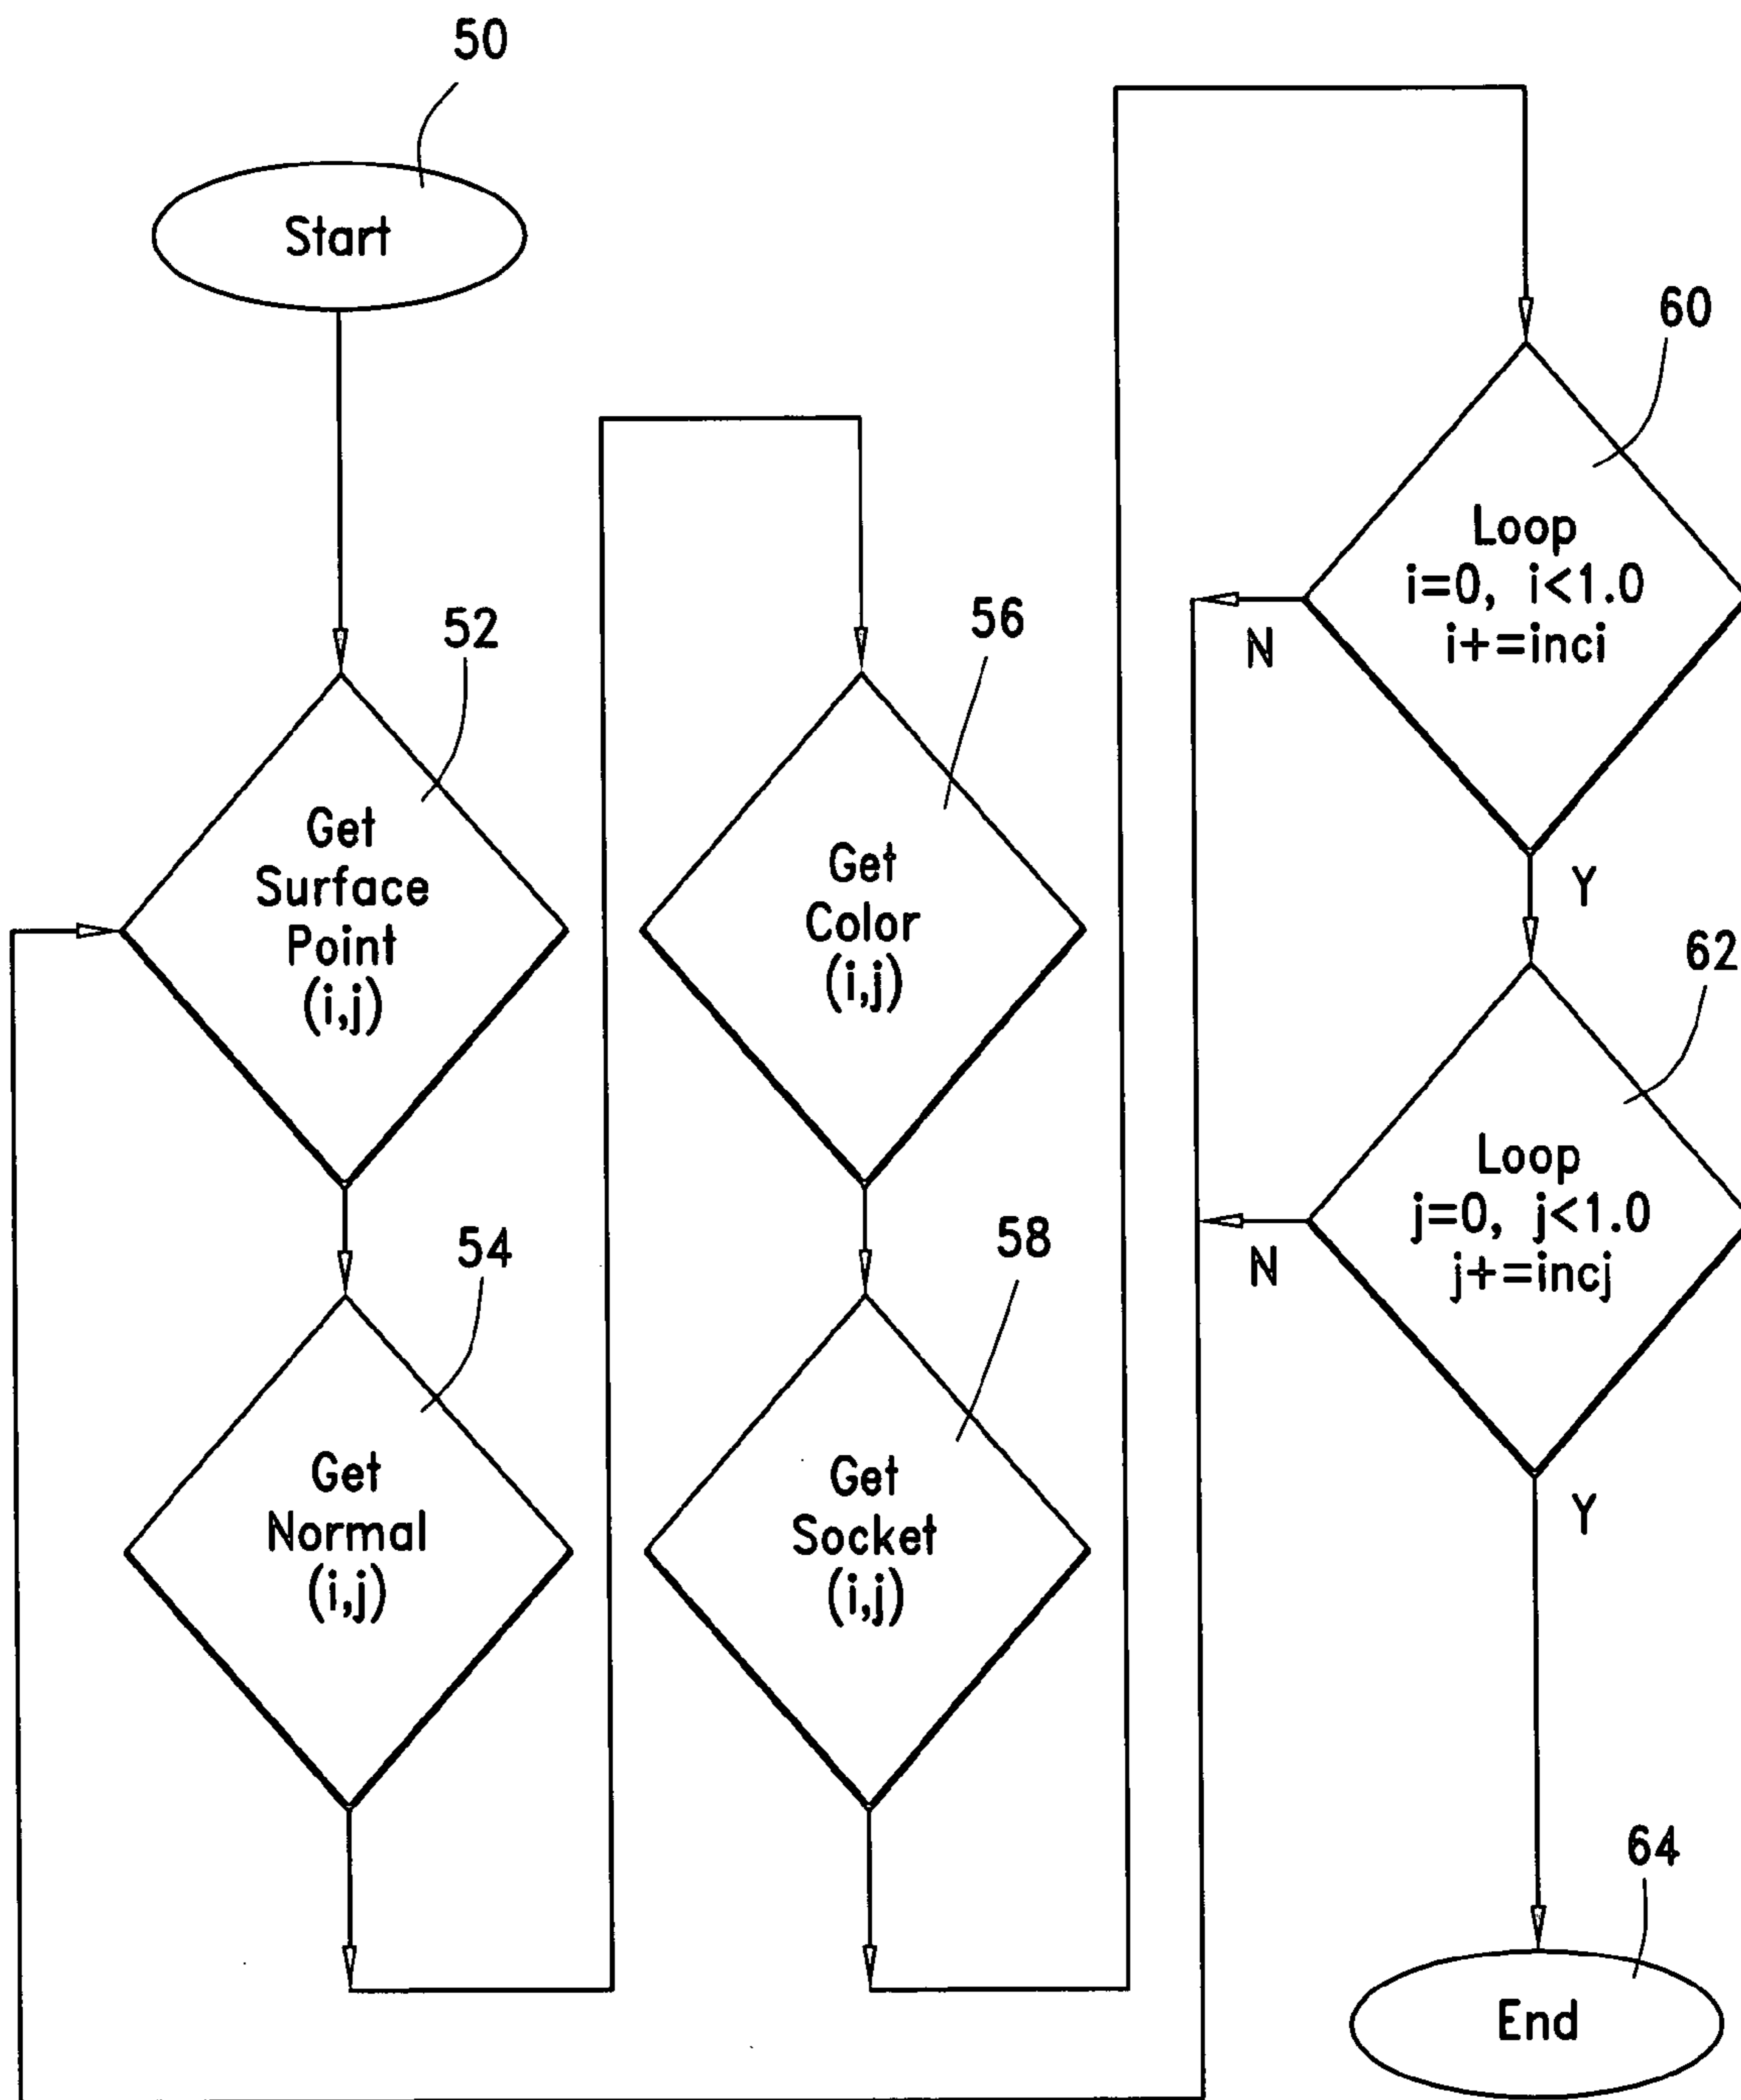 50
Start
52
Get
Surface
Point
(i,j)
54
Get
Normal
(i,j)
56
Get
Color
(i,j)
58
Get
Socket
(i,j)
60
Loop
i=0, i<1.0
i+=inci
N
Y
62
Loop
j=0, j<1.0
j+=incj
N
Y
64
End